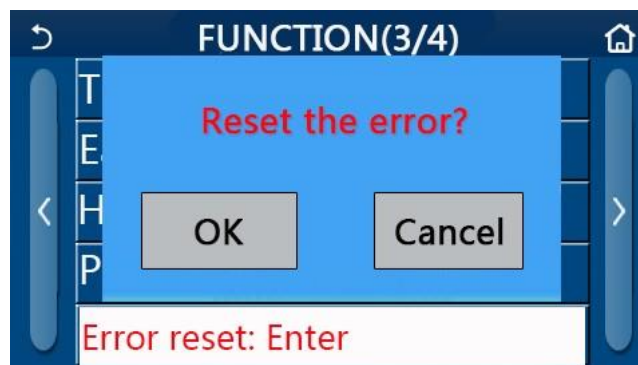 FUNCTION(3/4)
Reset the error?
OK
Cancel
Error reset: Enter